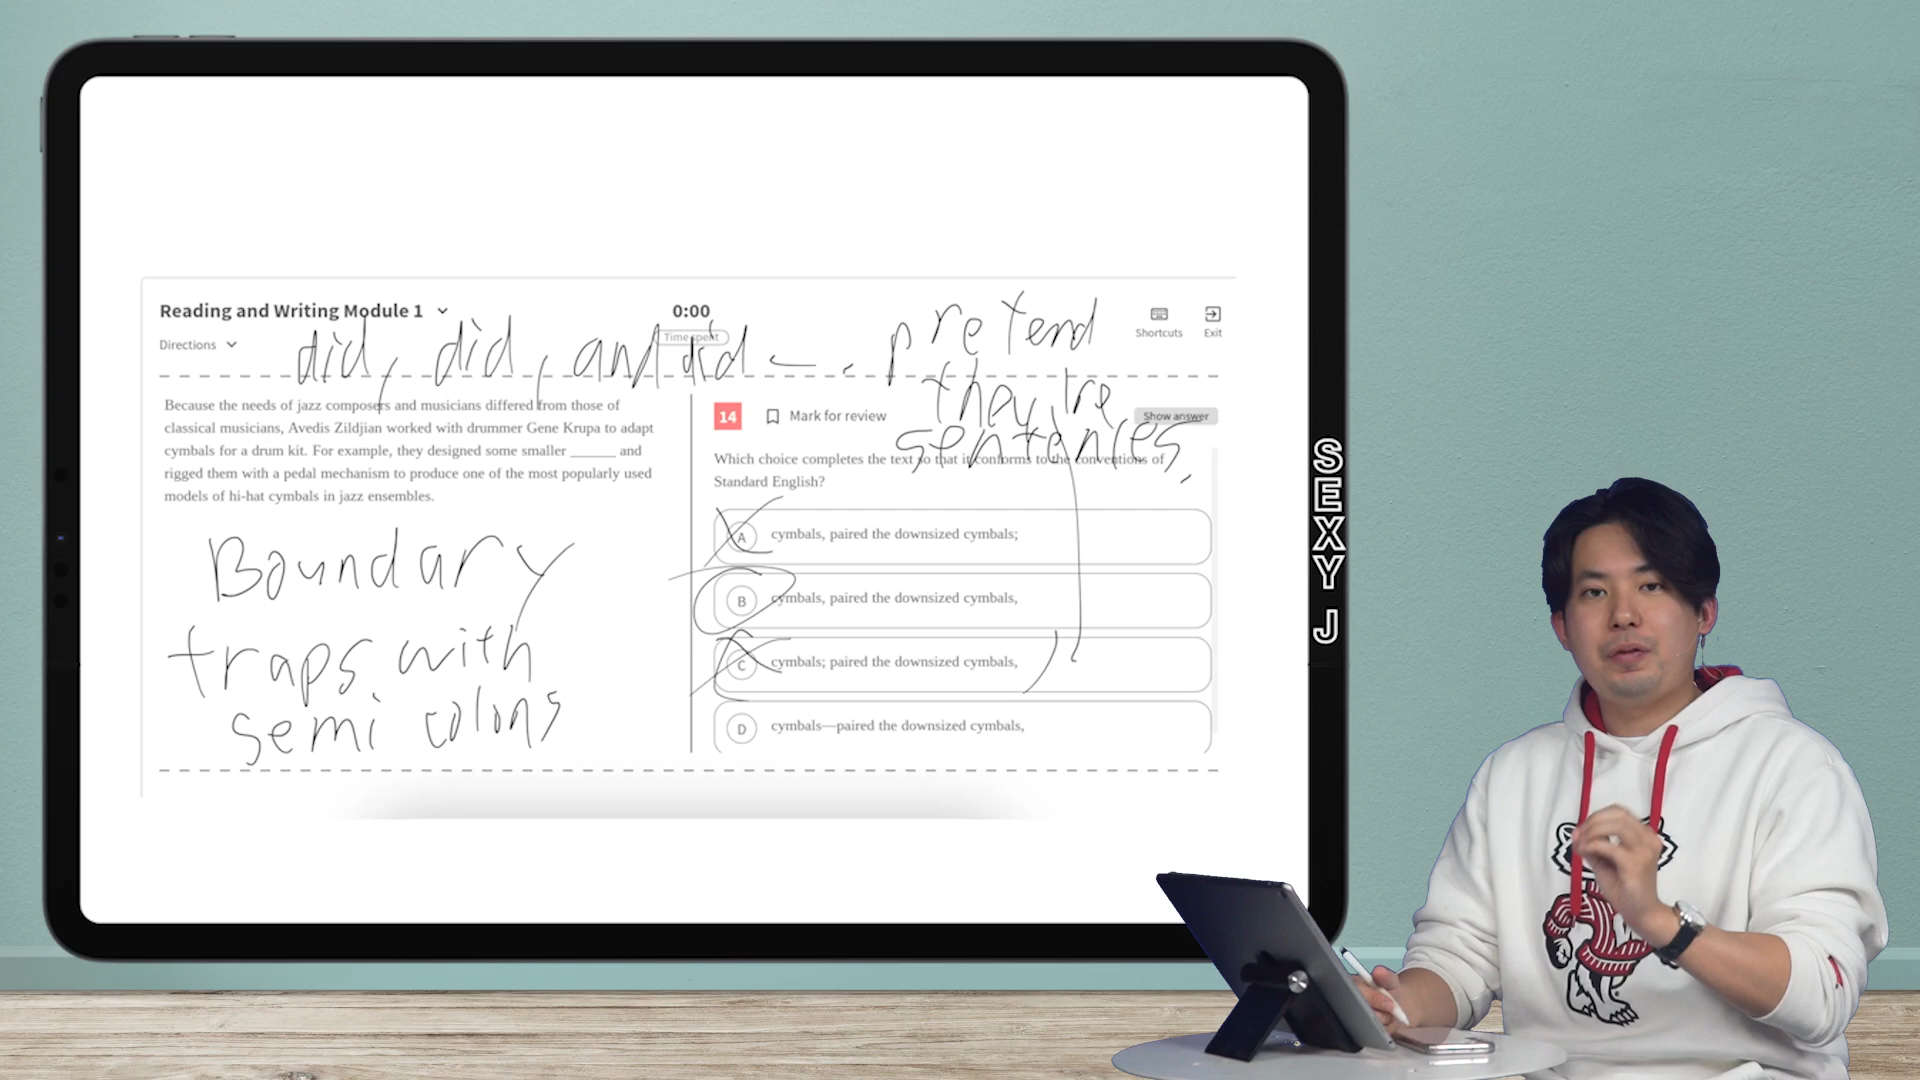 Reading and Writing Module 1
0:00
Time spent
Shortcuts
Exit
Directions
did, did, and did
pretend
they're
sentences,
Because the needs of jazz composers and musicians differed from those of
classical musicians, Avedis Zildjian worked with drummer Gene Krupa to adapt
cymbals for a drum kit. For example, they designed some smaller ______ and
rigged them with a pedal mechanism to produce one of the most popularly used
models of hi-hat cymbals in jazz ensembles.
Boundary
traps with
semi colons
14
Mark for review
Show answer
Which choice completes the text so that it conforms to the conventions of
Standard English?
A cymbals, paired the downsized cymbals;
B cymbals, paired the downsized cymbals,
C cymbals; paired the downsized cymbals,
D cymbals—paired the downsized cymbals,
SEXY J